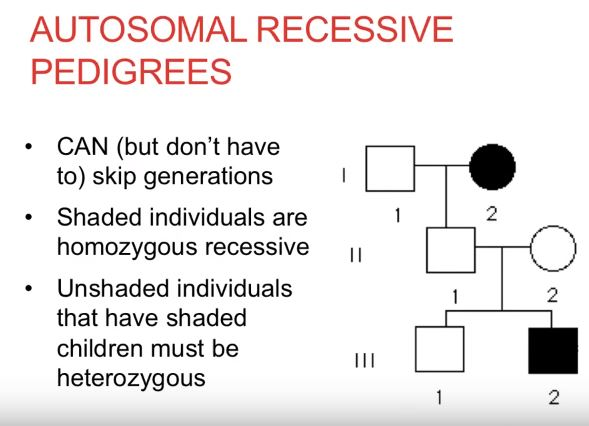 AUTOSOMAL RECESSIVE
PEDIGREES
• CAN (but don't have
to) skip generations
• Shaded individuals are
homozygous recessive
• Unshaded individuals
that have shaded
children must be
heterozygous
I
1 2
II
1 2
III
1 2